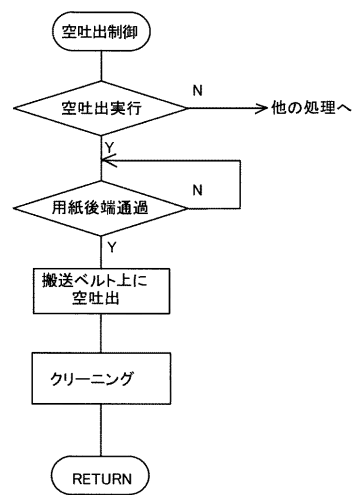 空吐出制御
空吐出実行
N
他の処理へ
Y
用紙後端通過
N
Y
搬送ベルト上に
空吐出
クリーニング
RETURN